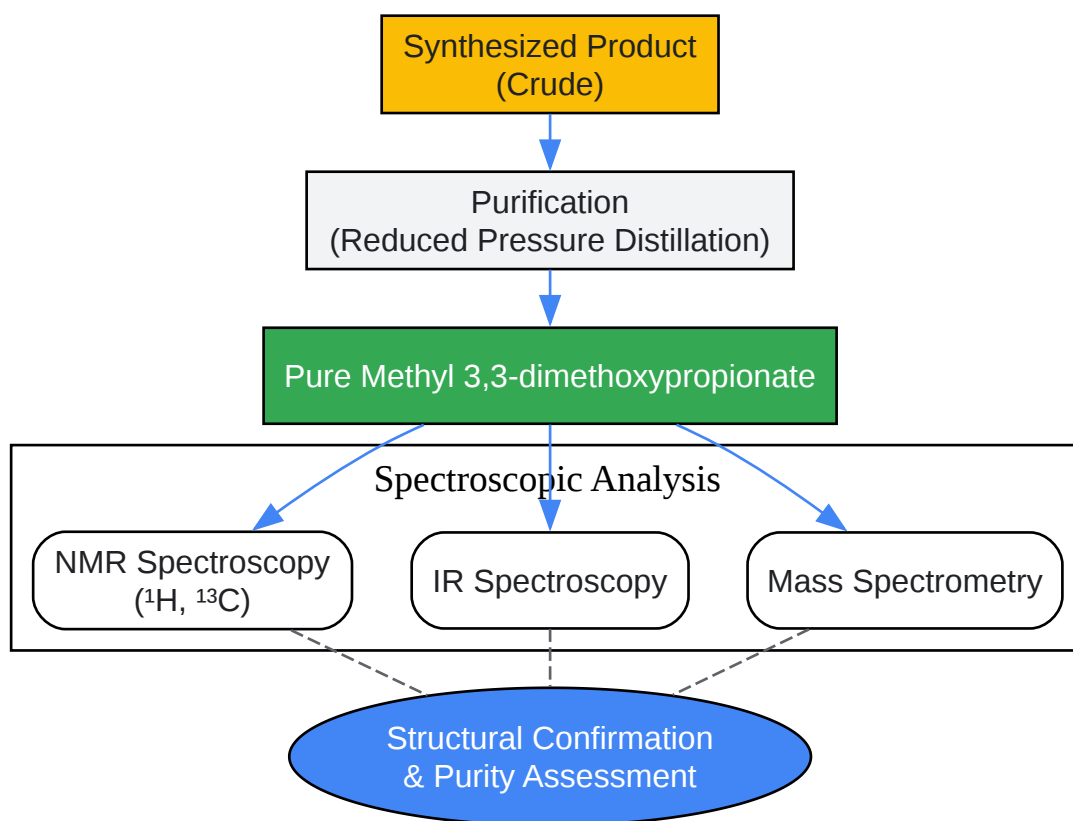 Synthesized Product
(Crude)
Purification
(Reduced Pressure Distillation)
Pure Methyl 3,3-dimethoxypropionate
Spectroscopic Analysis
NMR Spectroscopy
(¹H, ¹³C)
IR Spectroscopy
Mass Spectrometry
Structural Confirmation
& Purity Assessment